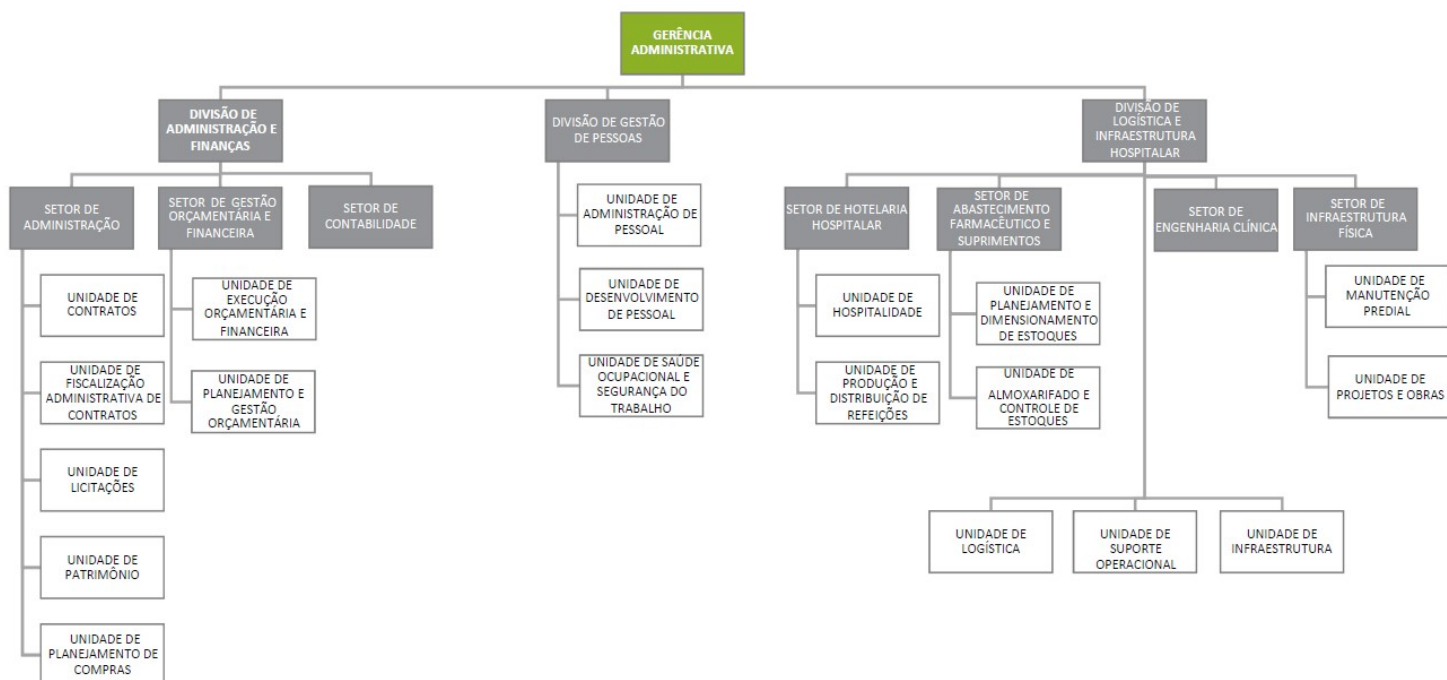 GERÊNCIA
ADMINISTRATIVA
DIVISÃO DE
ADMINISTRAÇÃO E
FINANÇAS
DIVISÃO DE GESTÃO
DE PESSOAS
DIVISÃO DE
LOGÍSTICA E
INFRAESTRUTURA
HOSPITALAR
SETOR DE
ADMINISTRAÇÃO
SETOR DE GESTÃO
ORÇAMENTÁRIA E
FINANCEIRA
SETOR DE
CONTABILIDADE
UNIDADE DE
ADMINISTRAÇÃO DE
PESSOAL
SETOR DE HOTELARIA
HOSPITALAR
SETOR DE
ABASTECIMENTO
FARMACÊUTICO E
SUPRIMENTOS
SETOR DE
ENGENHARIA CLÍNICA
SETOR DE
INFRAESTRUTURA
FÍSICA
UNIDADE DE
CONTRATOS
UNIDADE DE
EXECUÇÃO
ORÇAMENTÁRIA E
FINANCEIRA
UNIDADE DE
DESENVOLVIMENTO
DE PESSOAL
UNIDADE DE
HOSPITALIDADE
UNIDADE DE
PLANEJAMENTO E
DIMENSIONAMENTO
DE ESTOQUES
UNIDADE DE
MANUTENÇÃO
PREDIAL
UNIDADE DE
FISCALIZAÇÃO
ADMINISTRATIVA DE
CONTRATOS
UNIDADE DE
PLANEJAMENTO E
GESTÃO
ORÇAMENTÁRIA
UNIDADE DE SAÚDE
OCUPACIONAL E
SEGURANÇA DO
TRABALHO
UNIDADE DE
PRODUÇÃO E
DISTRIBUIÇÃO DE
REFEIÇÕES
UNIDADE DE
ALMOXARIFADO E
CONTROLE DE
ESTOQUES
UNIDADE DE
PROJETOS E OBRAS
UNIDADE DE
LICITAÇÕES
UNIDADE DE
LOGÍSTICA
UNIDADE DE
SUPORTE
OPERACIONAL
UNIDADE DE
INFRAESTRUTURA
UNIDADE DE
PATRIMÔNIO
UNIDADE DE
PLANEJAMENTO DE
COMPRAS